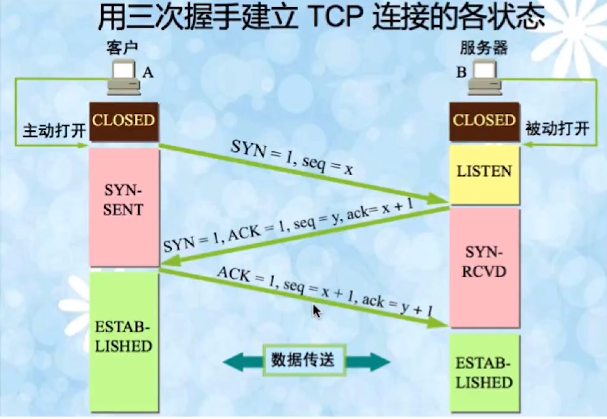 用三次握手建立 TCP 连接的各状态
客户
服务器
A
B
主动打开
CLOSED
CLOSED
被动打开
SYN = 1, seq = x
LISTEN
SYN-
SENT
SYN = 1, ACK = 1, seq = y, ack= x + 1
SYN-
RCVD
ACK = 1, seq = x + 1, ack = y + 1
ESTAB-
LISHED
数据传送
ESTAB-
LISHED